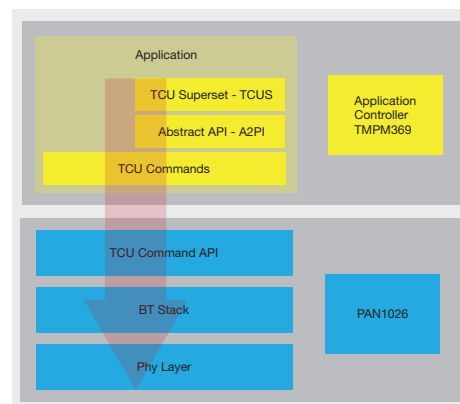 Application
TCU Superset - TCUS
Abstract API - A2PI
TCU Commands
Application
Controller
TMPM369
TCU Command API
BT Stack
Phy Layer
PAN1026